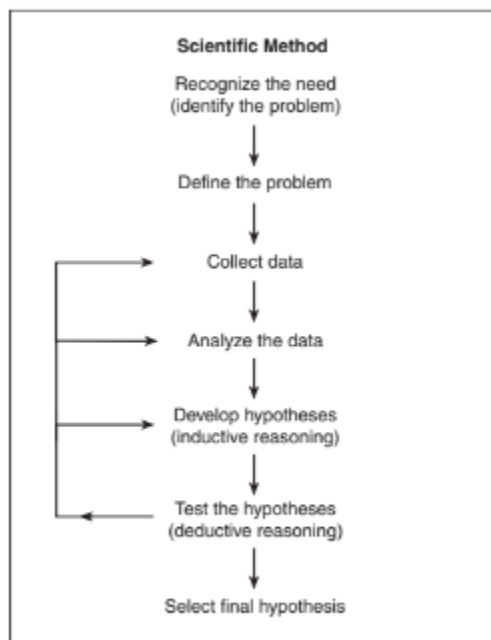 Scientific Method
Recognize the need
(identify the problem)
Define the problem
Collect data
Analyze the data
Develop hypotheses
(inductive reasoning)
Test the hypotheses
(deductive reasoning)
Select final hypothesis